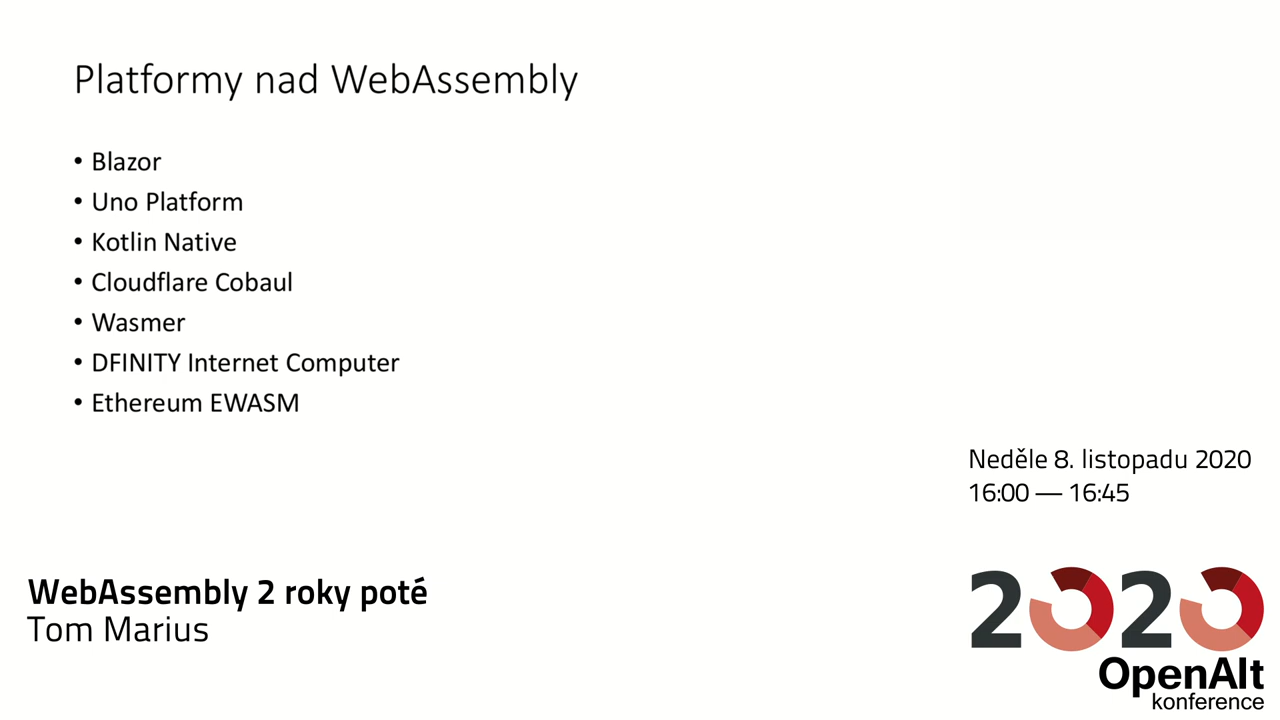 Platformy nad WebAssembly
• Blazor
• Uno Platform
• Kotlin Native
• Cloudflare Cobaul
• Wasmer
• DFINITY Internet Computer
• Ethereum EWASM
Neděle 8. listopadu 2020
16:00 — 16:45
WebAssembly 2 roky poté
Tom Marius
2020
OpenAlt
konference